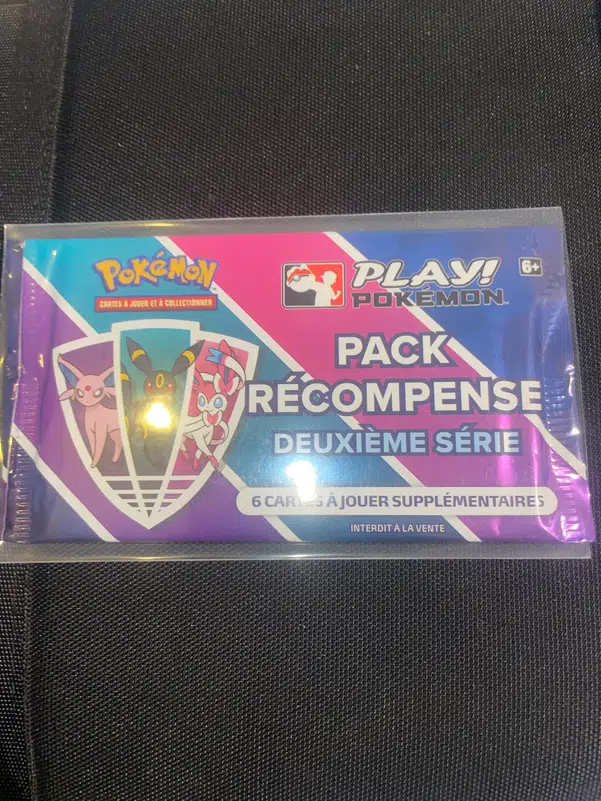 POKÉMON
CARTES À JOUER ET À COLLECTIONNER
PLAY!
POKÉMON
6+
PACK
RÉCOMPENSE
DEUXIÈME SÉRIE
6 CARTES À JOUER SUPPLÉMENTAIRES
INTERDIT À LA VENTE